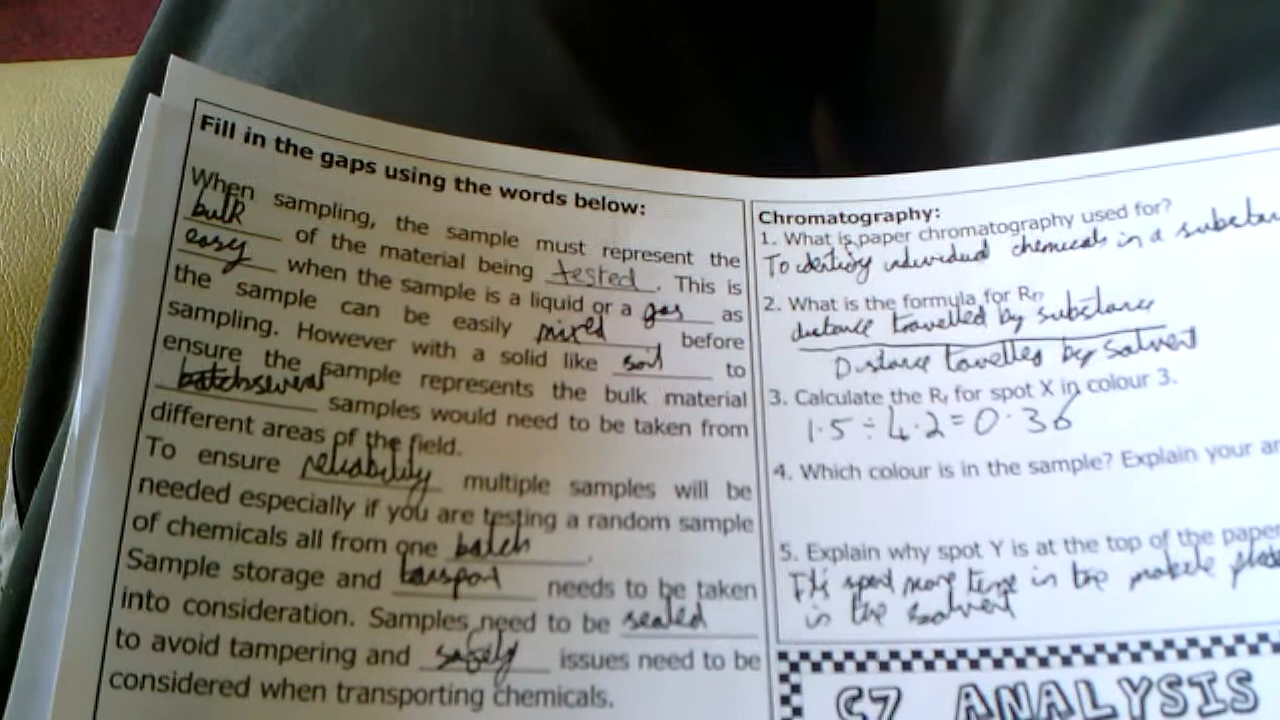 Fill in the gaps using the words below:
When sampling, the sample must represent the
bulk of the material being tested. This is
easy when the sample is a liquid or a gas as
the sample can be easily mixed before
sampling. However with a solid like soil to
ensure the sample represents the bulk material
several samples would need to be taken from
different areas of the field.
To ensure reliability multiple samples will be
needed especially if you are testing a random sample
of chemicals all from one batch.
Sample storage and transport needs to be taken
into consideration. Samples need to be sealed
to avoid tampering and safely issues need to be
considered when transporting chemicals.
Chromatography:
1. What is paper chromatography used for?
To identify individual chemicals in a
2. What is the formula for Rf?
distance travelled by substance
Distance travelled by solvent
3. Calculate the Rf for spot X in colour 3.
1.5 ÷ 4.2 = 0.36
4. Which colour is in the sample? Explain your
5. Explain why spot Y is at the top of the paper
spent more time in the mobile
in the solvent
C7 ANALYSIS